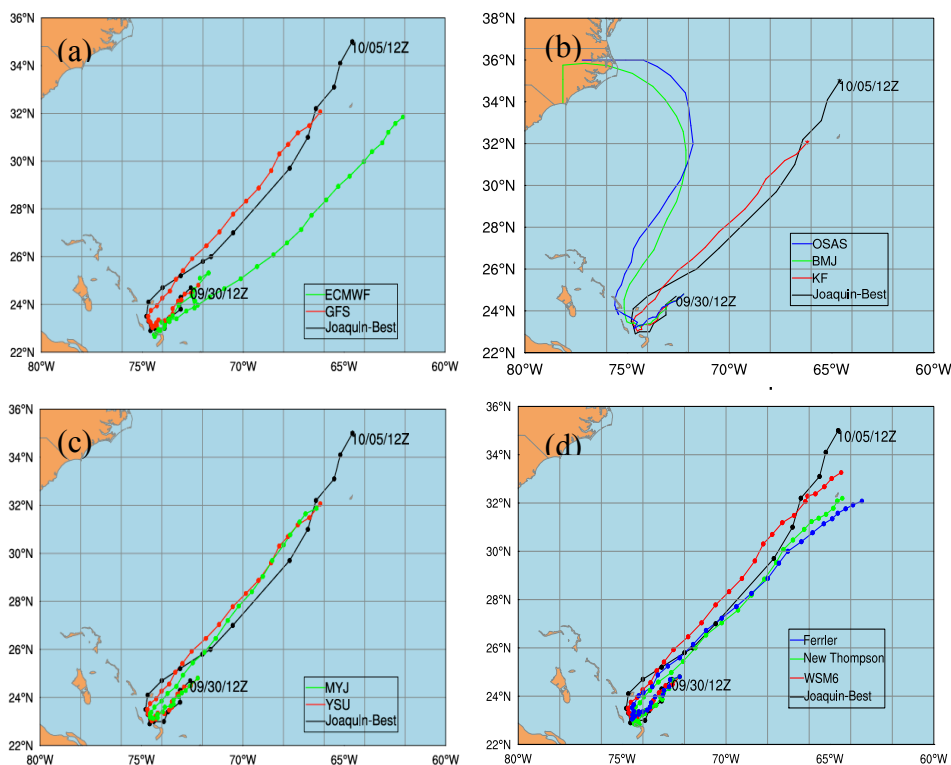 36°N
34°N
32°N
30°N
28°N
26°N
24°N
22°N
(a)
10/05/12Z
09/30/12Z
ECMWF
GFS
Joaquin-Best
80°W 75°W 70°W 65°W 60°W
38°N
36°N
34°N
32°N
30°N
28°N
26°N
24°N
22°N
(b)
10/05/12Z
09/30/12Z
OSAS
BMJ
KF
Joaquin-Best
80°W 75°W 70°W 65°W 60°W
36°N
34°N
32°N
30°N
28°N
26°N
24°N
22°N
(c)
10/05/12Z
09/30/12Z
MYJ
YSU
Joaquin-Best
80°W 75°W 70°W 65°W 60°W
36°N
34°N
32°N
30°N
28°N
26°N
24°N
22°N
(d)
10/05/12Z
09/30/12Z
Ferrler
New Thompson
WSM6
Joaquin-Best
80°W 75°W 70°W 65°W 60°W